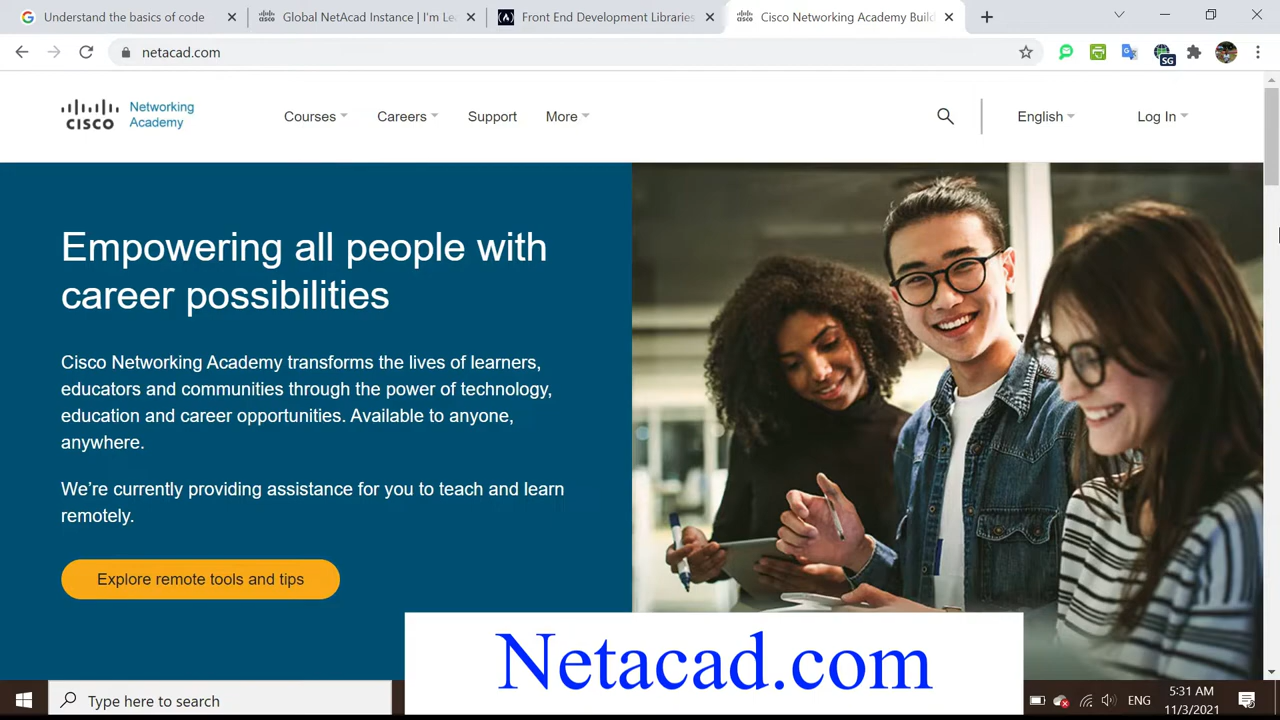 Understand the basics of code
Global NetAcad Instance | I'm Le
Front End Development Libraries
Cisco Networking Academy Build
netacad.com
SG
CISCO
Networking
Academy
Courses
Careers
Support
More
English
Log In
Empowering all people with
career possibilities
Cisco Networking Academy transforms the lives of learners,
educators and communities through the power of technology,
education and career opportunities. Available to anyone,
anywhere.
We're currently providing assistance for you to teach and learn
remotely.
Explore remote tools and tips
Netacad.com
Type here to search
ENG
5:31 AM
11/3/2021